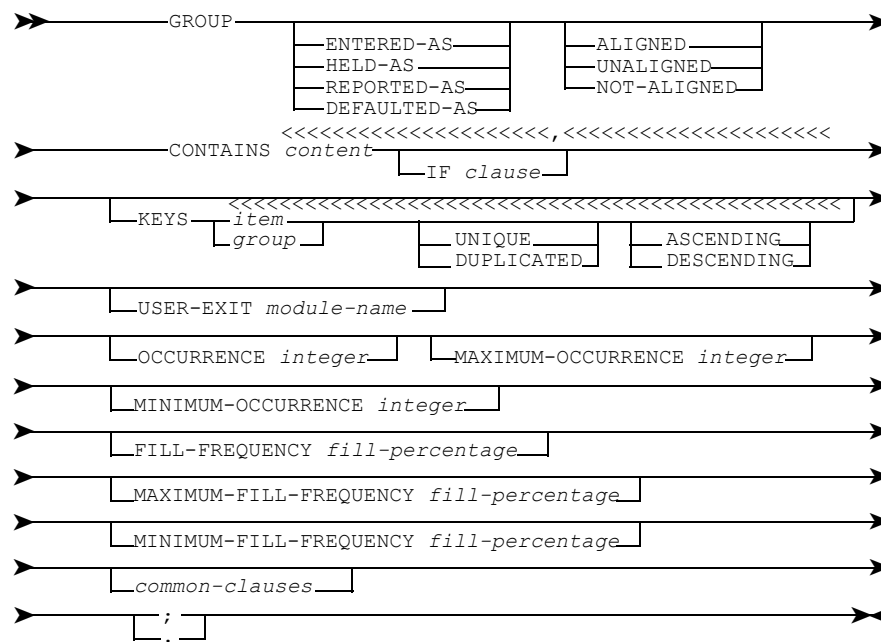 GROUP
ENTERED-AS ALIGNED
HELD-AS UNALIGNED
REPORTED-AS NOT-ALIGNED
DEFAULTED-AS
<<<<<<<<<<<<<<<<<<<<<,<<<<<<<<<<<<<<<<<<<<<
CONTAINS content
IF clause
<<<<<<<<<<<<<<<<<<<<<<<<<<<<<<<<<<<<<<<<<<<<<<<<
KEYS item
group UNIQUE ASCENDING
DUPLICATED DESCENDING
USER-EXIT module-name
OCCURRENCE integer MAXIMUM-OCCURRENCE integer
MINIMUM-OCCURRENCE integer
FILL-FREQUENCY fill-percentage
MAXIMUM-FILL-FREQUENCY fill-percentage
MINIMUM-FILL-FREQUENCY fill-percentage
common-clauses
;
.